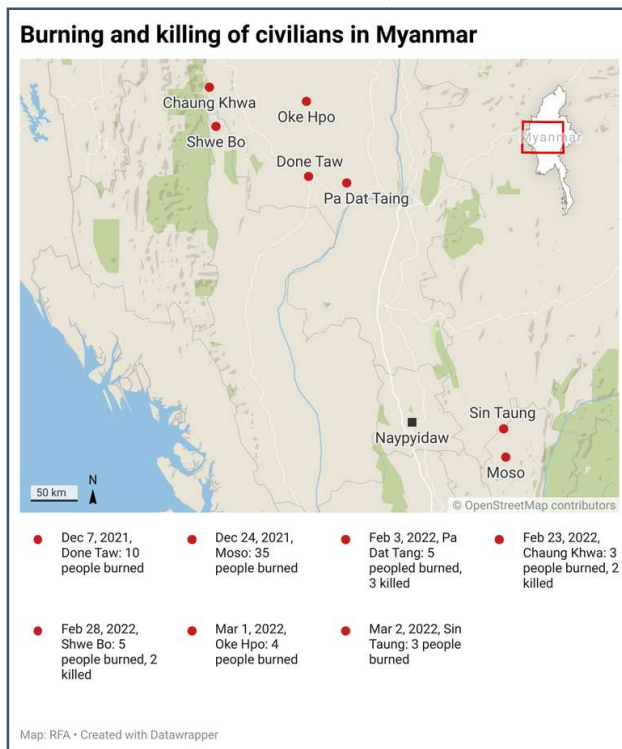 Burning and killing of civilians in Myanmar
Chaung Khwa
Oke Hpo
Shwe Bo
Myanmar
Done Taw
Pa Dat Taing
Sin Taung
Naypyidaw
Moso
50 km
N
© OpenStreetMap contributors
Dec 7, 2021,
Done Taw: 10
people burned
Dec 24, 2021,
Moso: 35
people burned
Feb 3, 2022, Pa
Dat Tang: 5
peopled burned,
3 killed
Feb 23, 2022,
Chaung Khwa: 3
people burned, 2
killed
Feb 28, 2022,
Shwe Bo: 5
people burned, 2
killed
Mar 1, 2022,
Oke Hpo: 4
people burned
Mar 2, 2022, Sin
Taung: 3 people
burned
Map: RFA • Created with Datawrapper